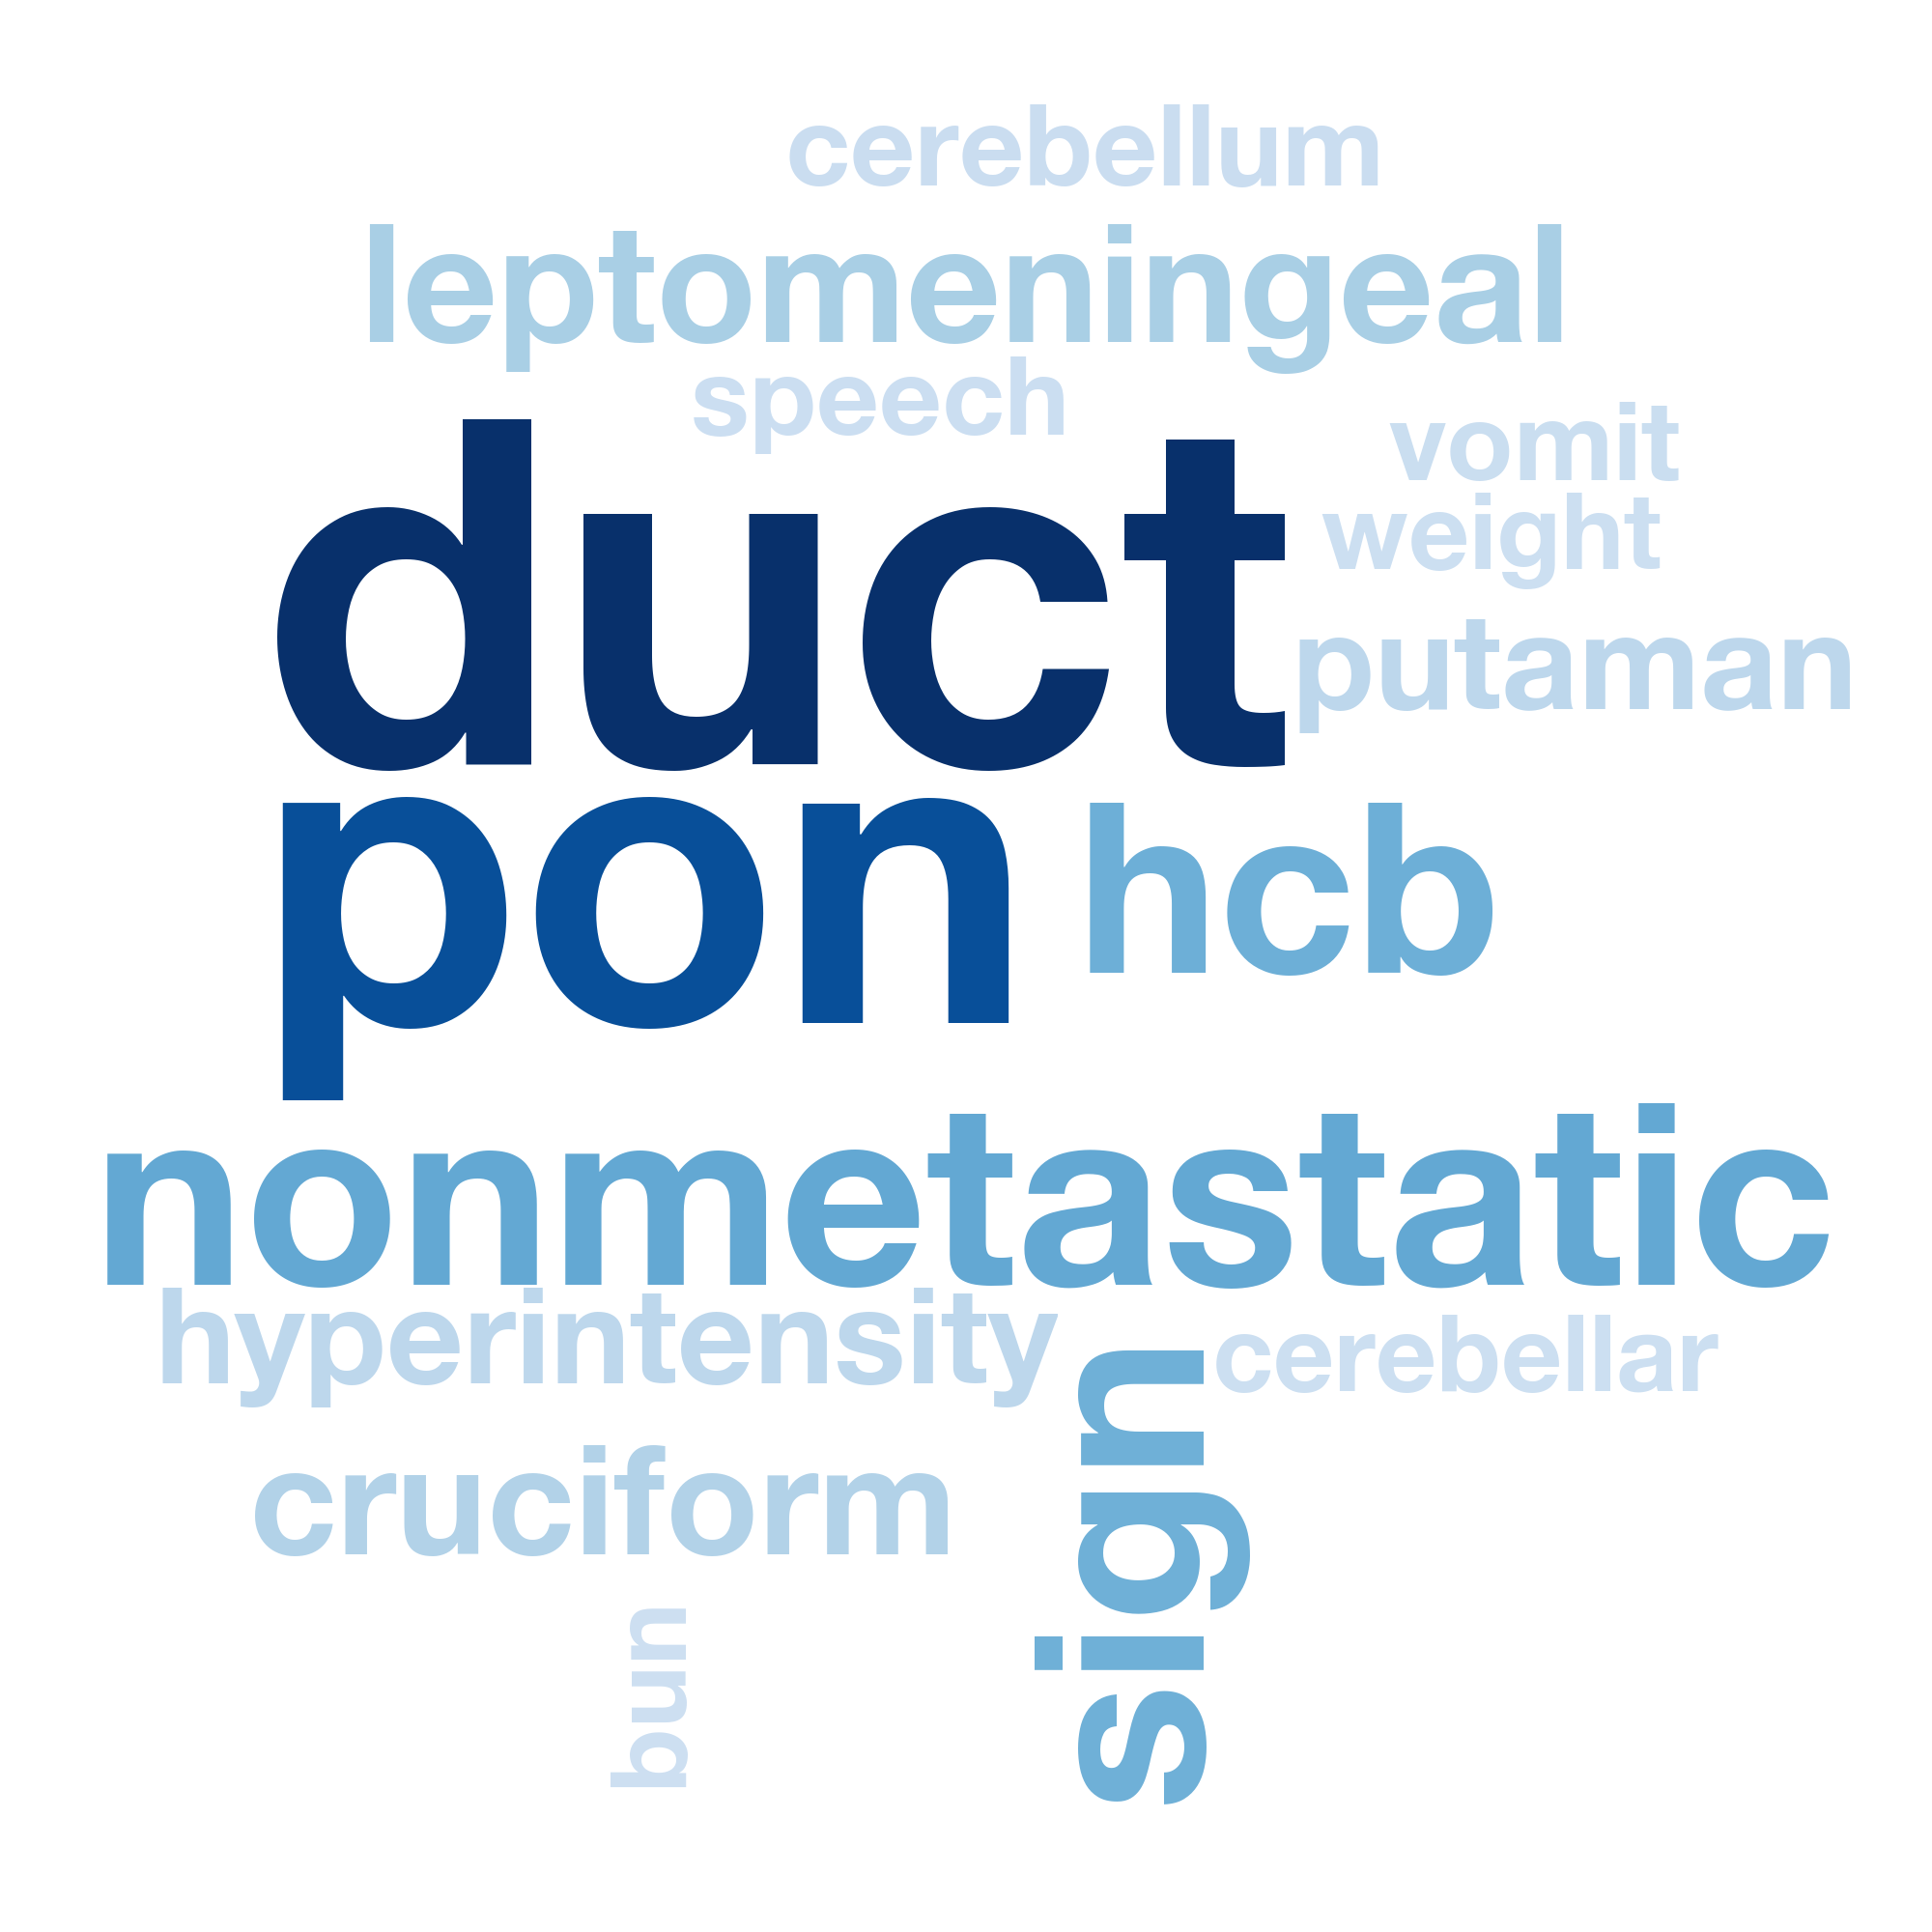 cerebellum
leptomeningeal
speech
vomit
weight
duct
putaman
pon
hcb
nonmetastatic
hyperintensity
cerebellar
sign
cruciform
bun